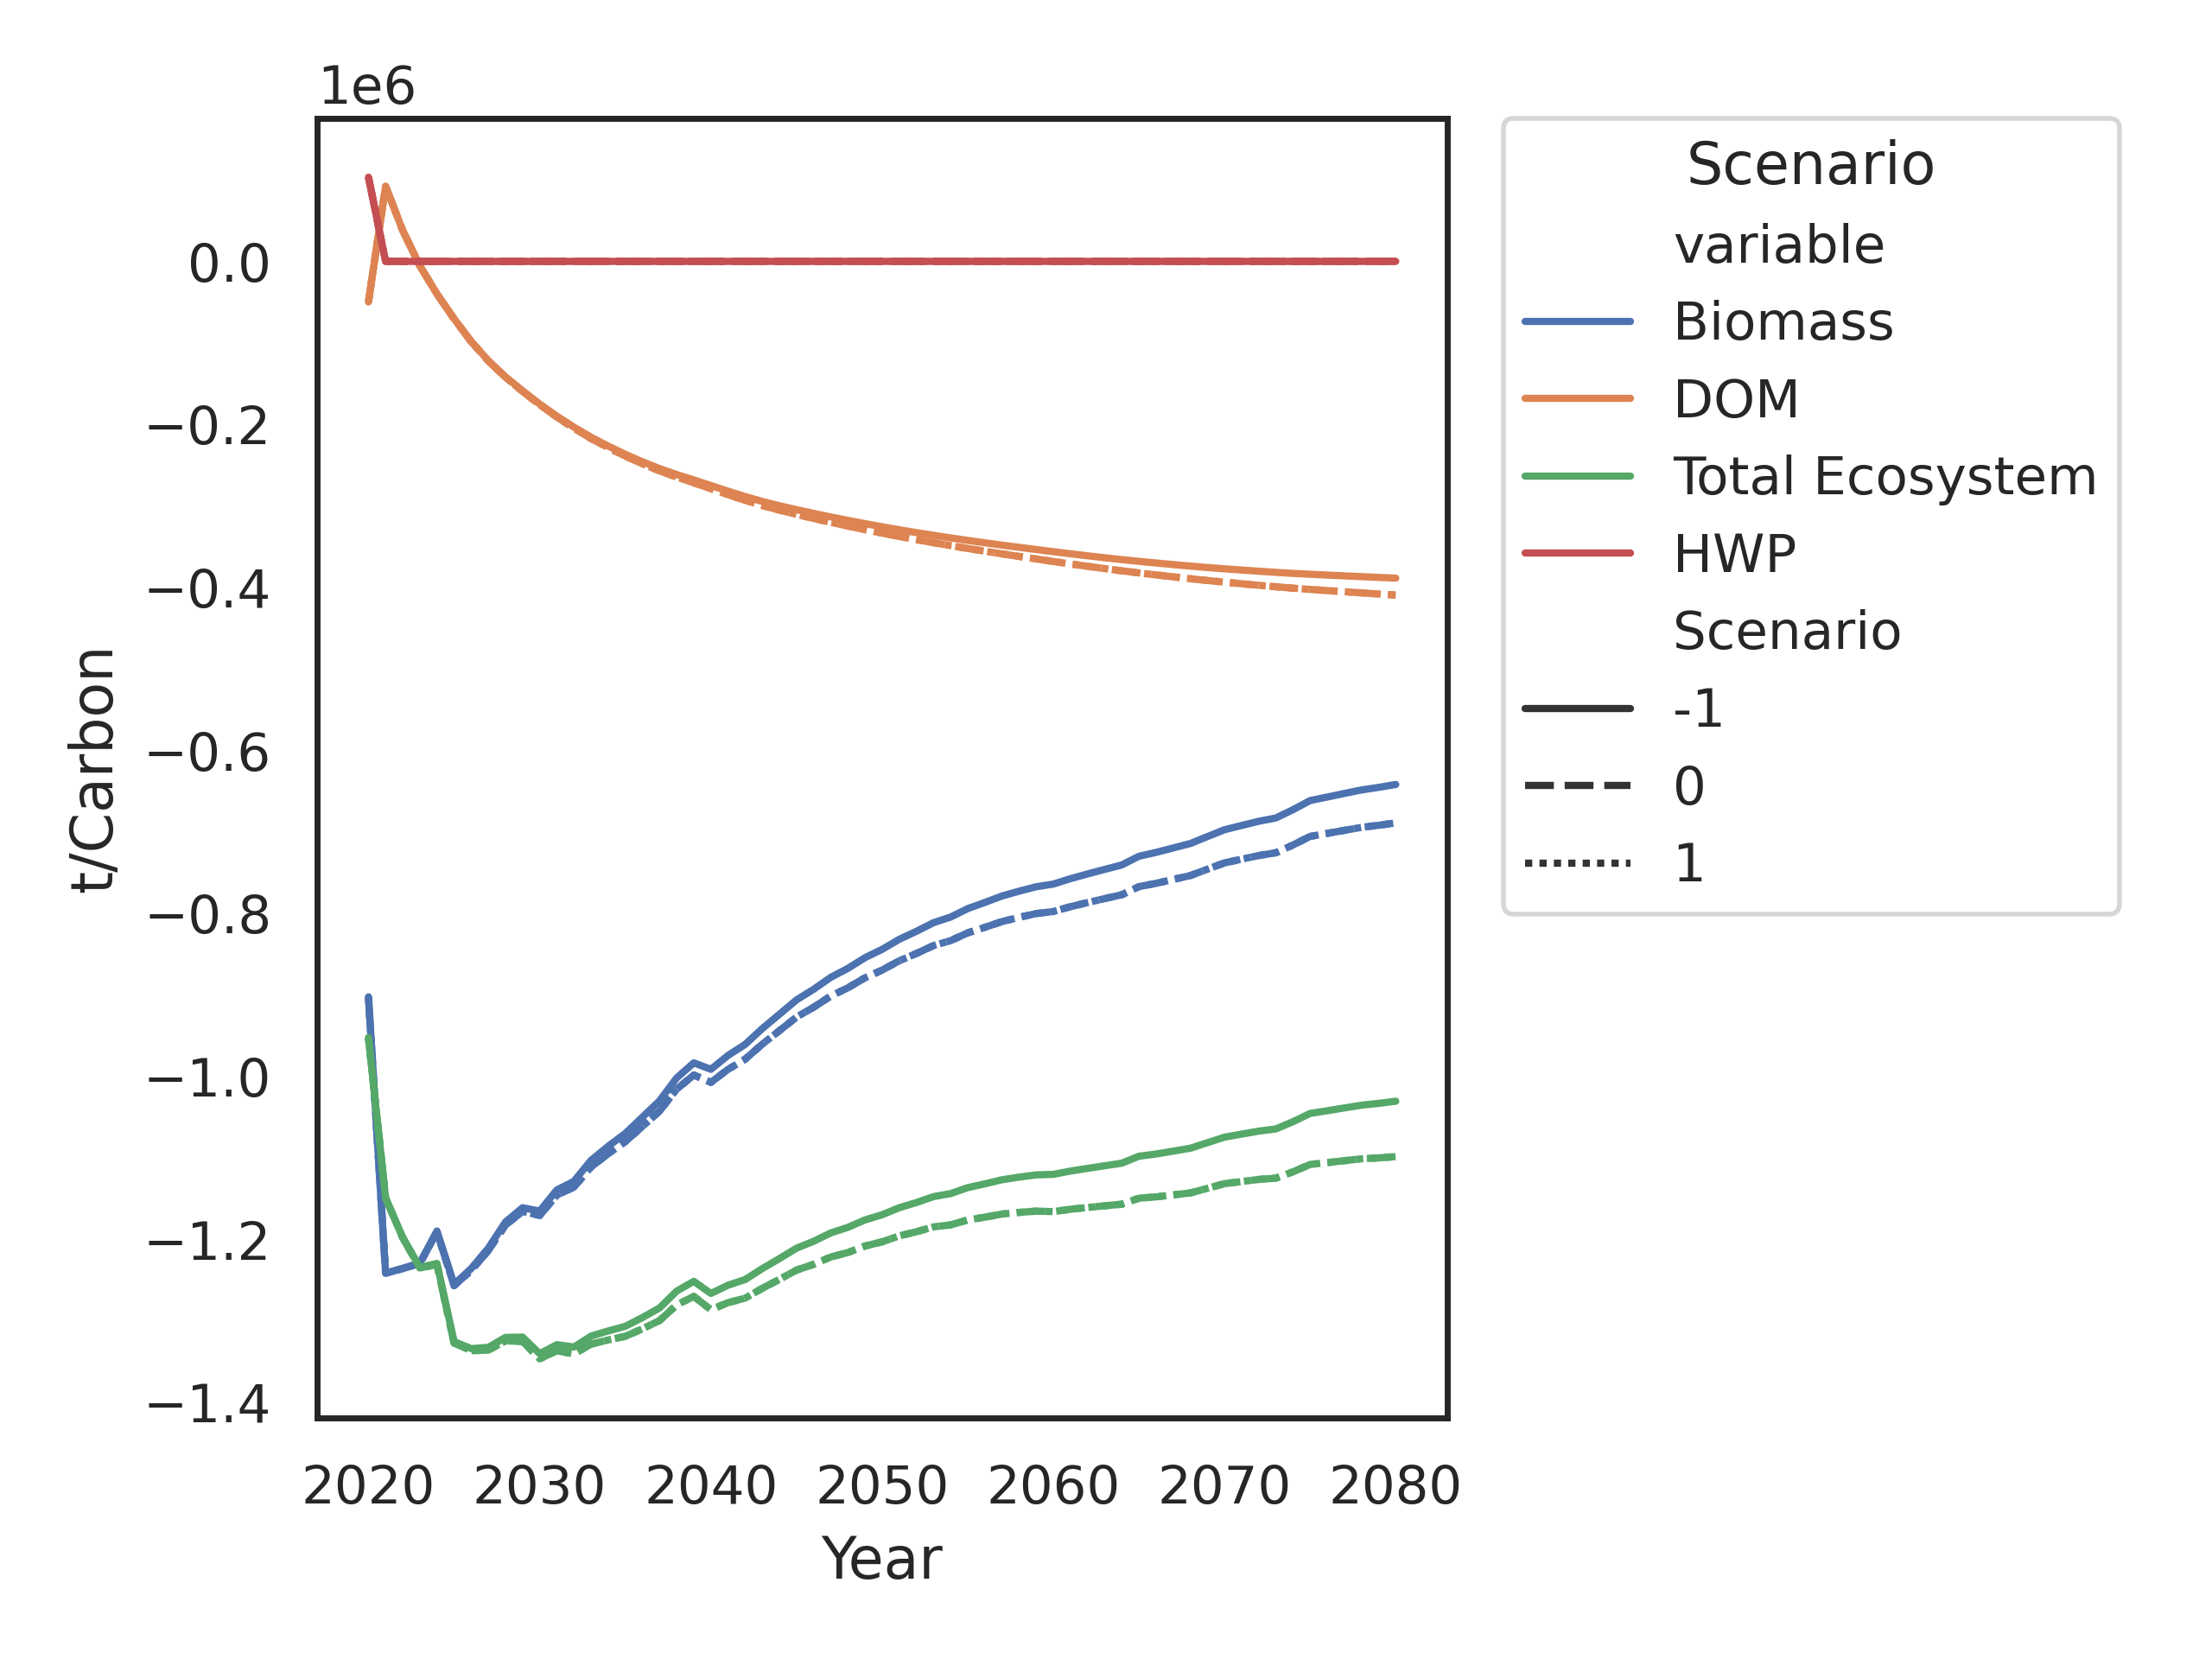 1e6
0.0
−0.2
−0.4
−0.6
−0.8
−1.0
−1.2
−1.4
t/Carbon
2020 2030 2040 2050 2060 2070 2080
Year
Scenario
variable
Biomass
DOM
Total Ecosystem
HWP
Scenario
-1
0
1